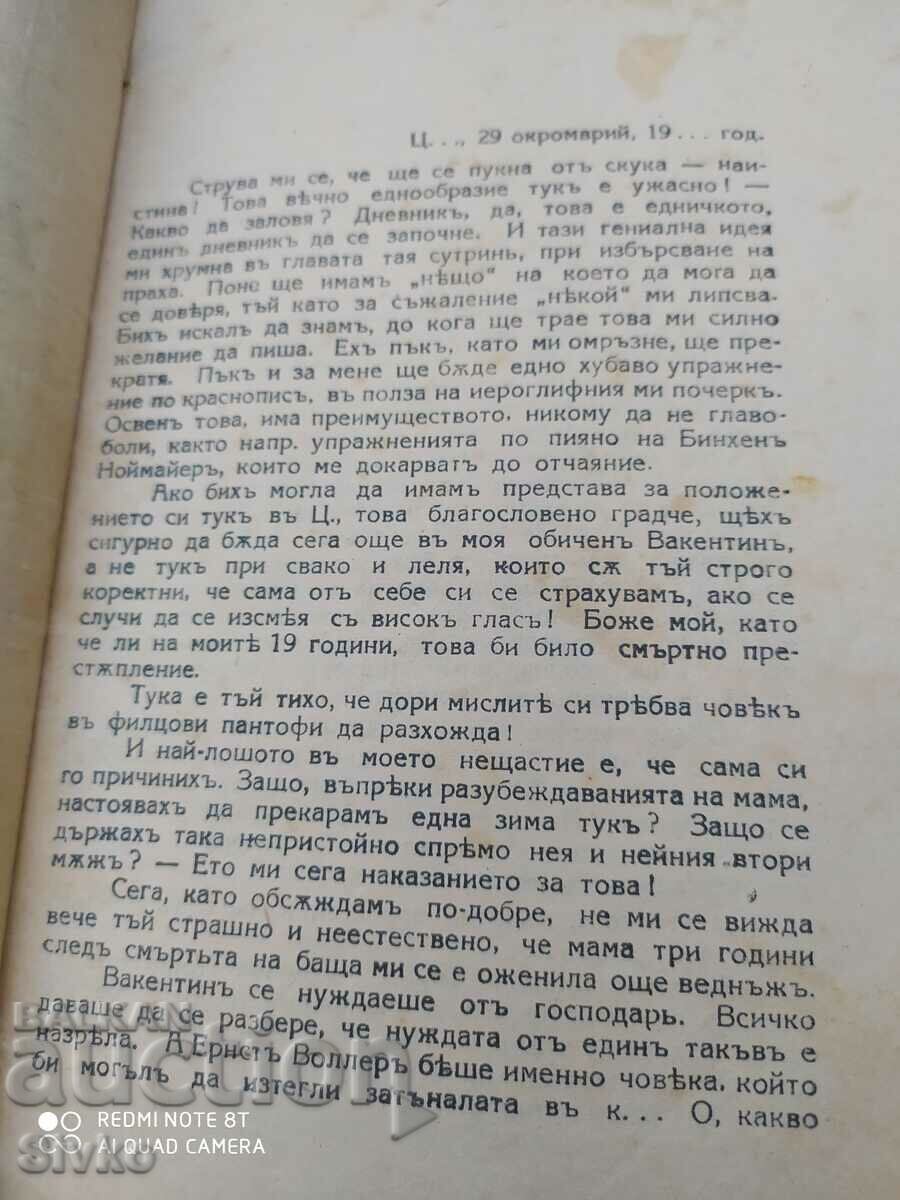 Ц..., 29 окромарий, 19... год.
Струва ми се, че ще се пукна отъ скука — наи-
стина! Това вѣчно еднообразие тукъ е ужасно! —
Какво да заловя? Дневникъ, да, това е едничкото.
единъ дневникъ да се започне. И тази гениална идея
ми хрумна въ главата тая сутринь, при избърсване на
праха. Поне ще имамъ „нѣщо“ на което да мога да
се довѣря, тъй като за съжаление „нѣкой“ ми липсва.
Бихъ искалъ да знамъ, до кога ще трае това ми силно
желание да пиша. Ехъ пъкъ, като ми омръзне, ще пре-
кратя. Пъкъ и за мене ще бѫде едно хубаво упражне-
ние по краснописъ, въ полза на иероглифния ми почеркъ.
Освенъ това, има преимуществото, никому да не главо-
боли, както напр. упражненията по пияно на Бинхенъ
Ноймайеръ, които ме докарватъ до отчаяние.
Ако бихъ могла да имамъ представа за положе-
нието си тукъ въ Ц., това благословено градче, щѣхъ
сигурно да бѫда сега още въ моя обиченъ Вакентинъ,
а не тукъ при свако и леля, които сѫ тъй строго
коректни, че сама отъ себе си се страхувамъ, ако се
случи да се изсмѣя съ високъ гласъ! Боже мой, като
че ли на моитѣ 19 години, това би било смъртно пре-
стѫпление.
Тука е тъй тихо, че дори мислитѣ си трѣбва човѣкъ
въ филцови пантофи да разхожда!
И най-лошото въ моето нещастие е, че сама си
го причинихъ. Защо, въпрѣки разубеждаванията на мама,
настоявахъ да прекарамъ една зима тукъ? Защо се
държахъ така непристойно спрѣмо нея и нейния втори
мѫжъ? — Ето ми сега наказанието за това!
Сега, като обсѫждамъ по-добре, не ми се вижда
вече тъй страшно и неестествено, че мама три години
следъ смъртьта на баща ми се е оженила още веднъжъ.
Вакентинъ се нуждаеше отъ господарь. Всичко
даваше да се разбере, че нуждата отъ единъ такъвъ е
назрѣла. А Ернстъ Воллеръ бѣше именно човѣка, който
би могълъ да изтегли затъналата въ к... О, какво
BALKAN
auction
REDMI NOTE 8T
AI QUAD CAMERA
Sivko